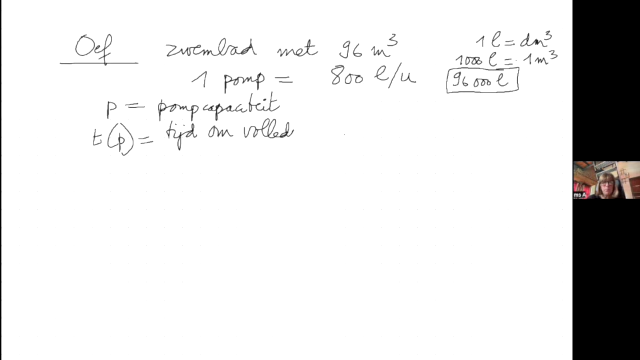 Oef zwembad met 96 m³
1 pomp = 800 l/u
p = pompcapaciteit
t(p) = tijd om volled
1 l = dm³
1000 l = 1 m³
96 000 l
ms A